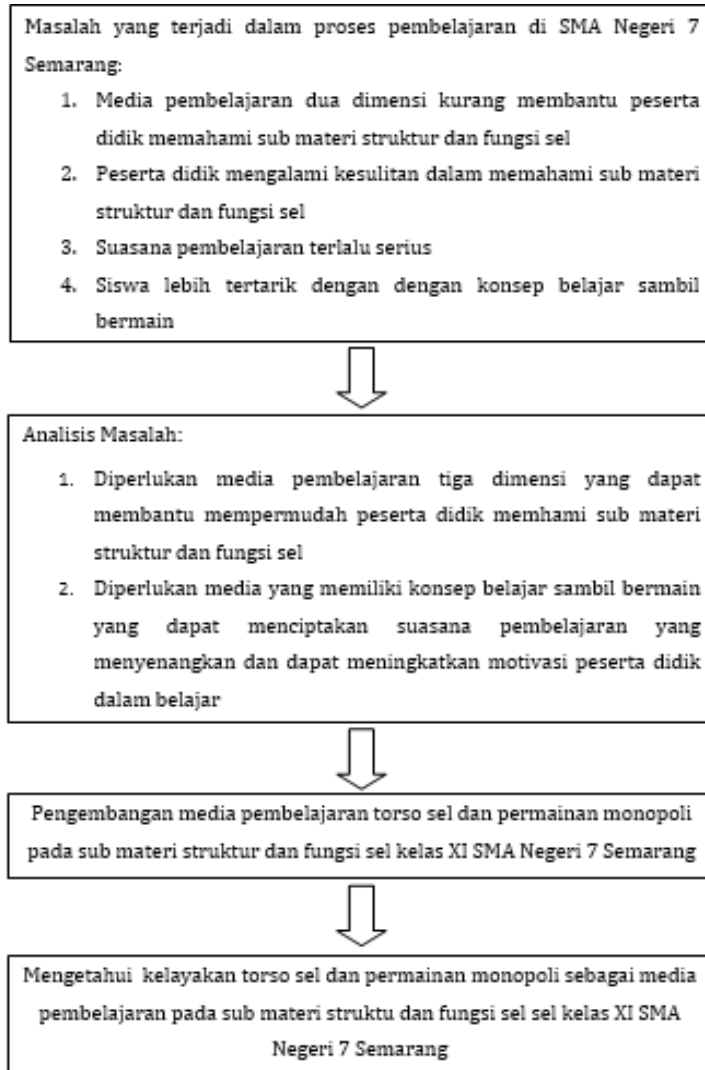 Masalah yang terjadi dalam proses pembelajaran di SMA Negeri 7
Semarang:
1. Media pembelajaran dua dimensi kurang membantu peserta
didik memahami sub materi struktur dan fungsi sel
2. Peserta didik mengalami kesulitan dalam memahami sub materi
struktur dan fungsi sel
3. Suasana pembelajaran terlalu serius
4. Siswa lebih tertarik dengan dengan konsep belajar sambil
bermain
Analisis Masalah:
1. Diperlukan media pembelajaran tiga dimensi yang dapat
membantu mempermudah peserta didik memhami sub materi
struktur dan fungsi sel
2. Diperlukan media yang memiliki konsep belajar sambil bermain
yang dapat menciptakan suasana pembelajaran yang
menyenangkan dan dapat meningkatkan motivasi peserta didik
dalam belajar
Pengembangan media pembelajaran torso sel dan permainan monopoli
pada sub materi struktur dan fungsi sel kelas XI SMA Negeri 7 Semarang
Mengetahui kelayakan torso sel dan permainan monopoli sebagai media
pembelajaran pada sub materi struktu dan fungsi sel sel kelas XI SMA
Negeri 7 Semarang